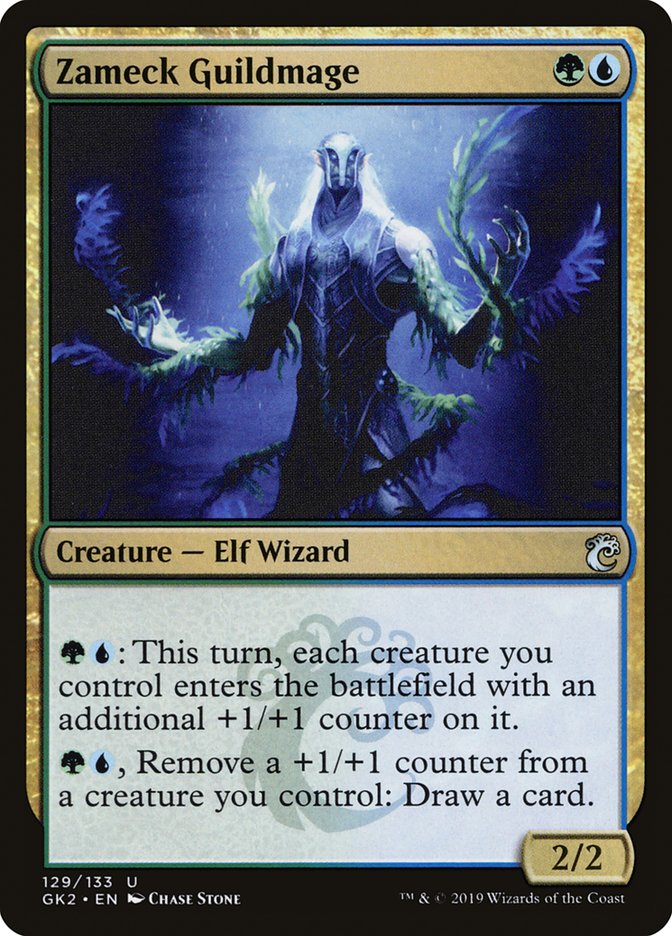 Zameck Guildmage
Creature — Elf Wizard
: This turn, each creature you
control enters the battlefield with an
additional +1/+1 counter on it.
, Remove a +1/+1 counter from
a creature you control: Draw a card.
2/2
129/133 U
GK2 • EN Chase Stone
™ & © 2019 Wizards of the Coast